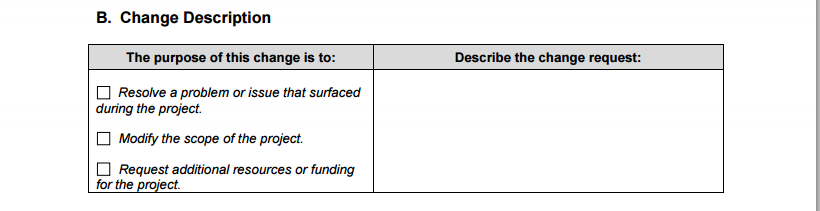 B. Change Description
The purpose of this change is to:
Describe the change request:
Resolve a problem or issue that surfaced
during the project.
Modify the scope of the project.
Request additional resources or funding
for the project.